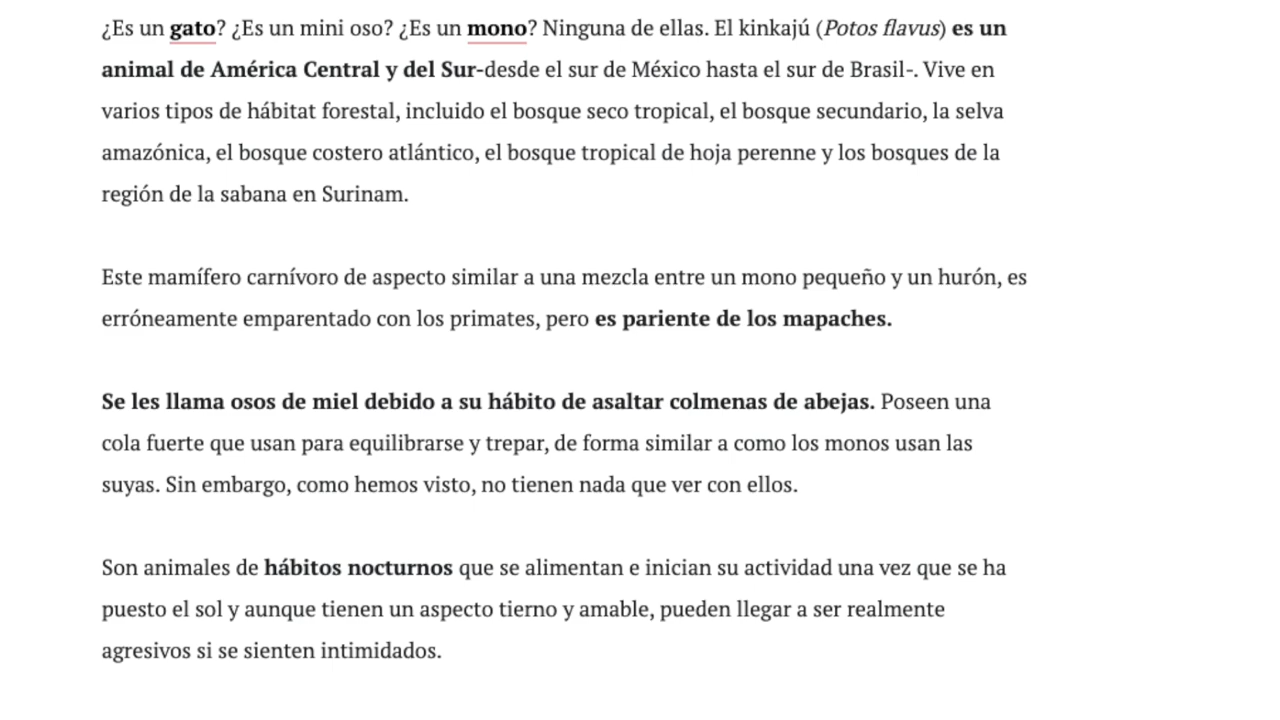 ¿Es un gato? ¿Es un mini oso? ¿Es un mono? Ninguna de ellas. El kinkajú (Potos flavus) es un
animal de América Central y del Sur-desde el sur de México hasta el sur de Brasil-. Vive en
varios tipos de hábitat forestal, incluido el bosque seco tropical, el bosque secundario, la selva
amazónica, el bosque costero atlántico, el bosque tropical de hoja perenne y los bosques de la
región de la sabana en Surinam.
Este mamífero carnívoro de aspecto similar a una mezcla entre un mono pequeño y un hurón, es
erróneamente emparentado con los primates, pero es pariente de los mapaches.
Se les llama osos de miel debido a su hábito de asaltar colmenas de abejas. Poseen una
cola fuerte que usan para equilibrarse y trepar, de forma similar a como los monos usan las
suyas. Sin embargo, como hemos visto, no tienen nada que ver con ellos.
Son animales de hábitos nocturnos que se alimentan e inician su actividad una vez que se ha
puesto el sol y aunque tienen un aspecto tierno y amable, pueden llegar a ser realmente
agresivos si se sienten intimidados.